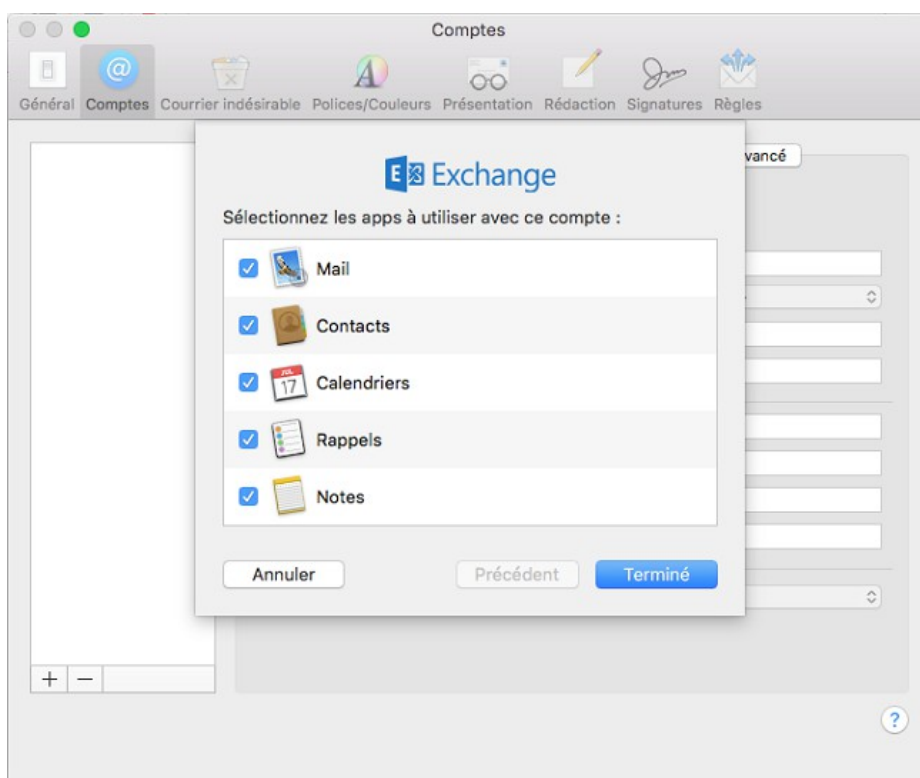 Comptes
@
Général Comptes Courrier indésirable Polices/Couleurs Présentation Rédaction Signatures Règles
vancé
E Exchange
Sélectionnez les apps à utiliser avec ce compte :
Mail
Contacts
JUL
17
Calendriers
Rappels
Notes
Annuler Précédent Terminé
+ −
?